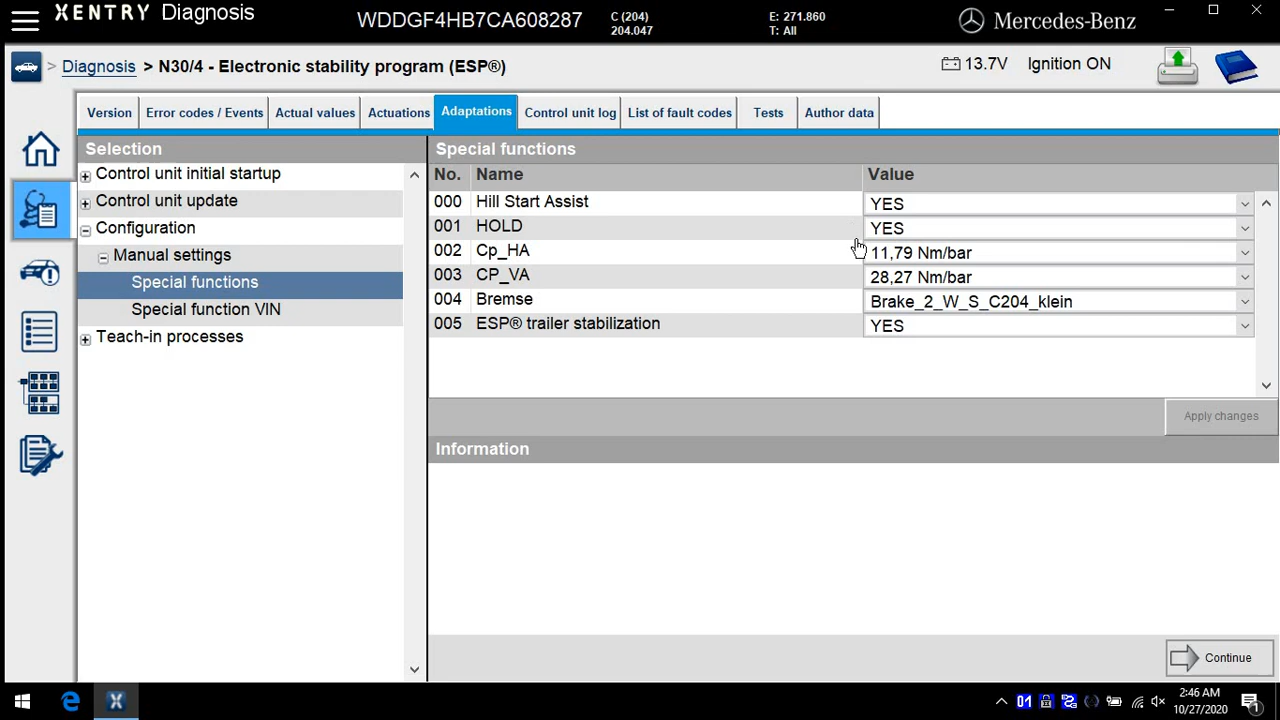 XENTRY Diagnosis
WDDGF4HB7CA608287
C (204)
204.047
E: 271.860
T: All
Mercedes-Benz
> Diagnosis > N30/4 - Electronic stability program (ESP®)
13.7V
Ignition ON
Version
Error codes / Events
Actual values
Actuations
Adaptations
Control unit log
List of fault codes
Tests
Author data
Selection
Control unit initial startup
Control unit update
Configuration
Manual settings
Special functions
Special function VIN
Teach-in processes
Special functions
No. Name Value
000 Hill Start Assist YES
001 HOLD YES
002 Cp_HA 11,79 Nm/bar
003 CP_VA 28,27 Nm/bar
004 Bremse Brake_2_W_S_C204_klein
005 ESP® trailer stabilization YES
Apply changes
Information
Continue
X
01
2:46 AM
10/27/2020
1